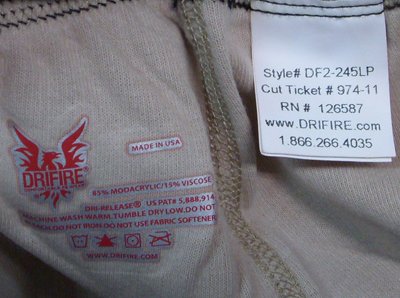 Style# DF2-245LP
Cut Ticket # 974-11
RN # 126587
www.DRIFIRE.com
1.866.266.4035
MADE IN USA
DRIFIRE
85% MODACRYLIC/15% VISCOSE
DRI-RELEASE® US PAT# 5,888,914
MACHINE WASH WARM, TUMBLE DRY LOW. DO NOT
DO NOT IRON DO NOT USE FABRIC SOFTENER
WWW.DRIFIRE.COM